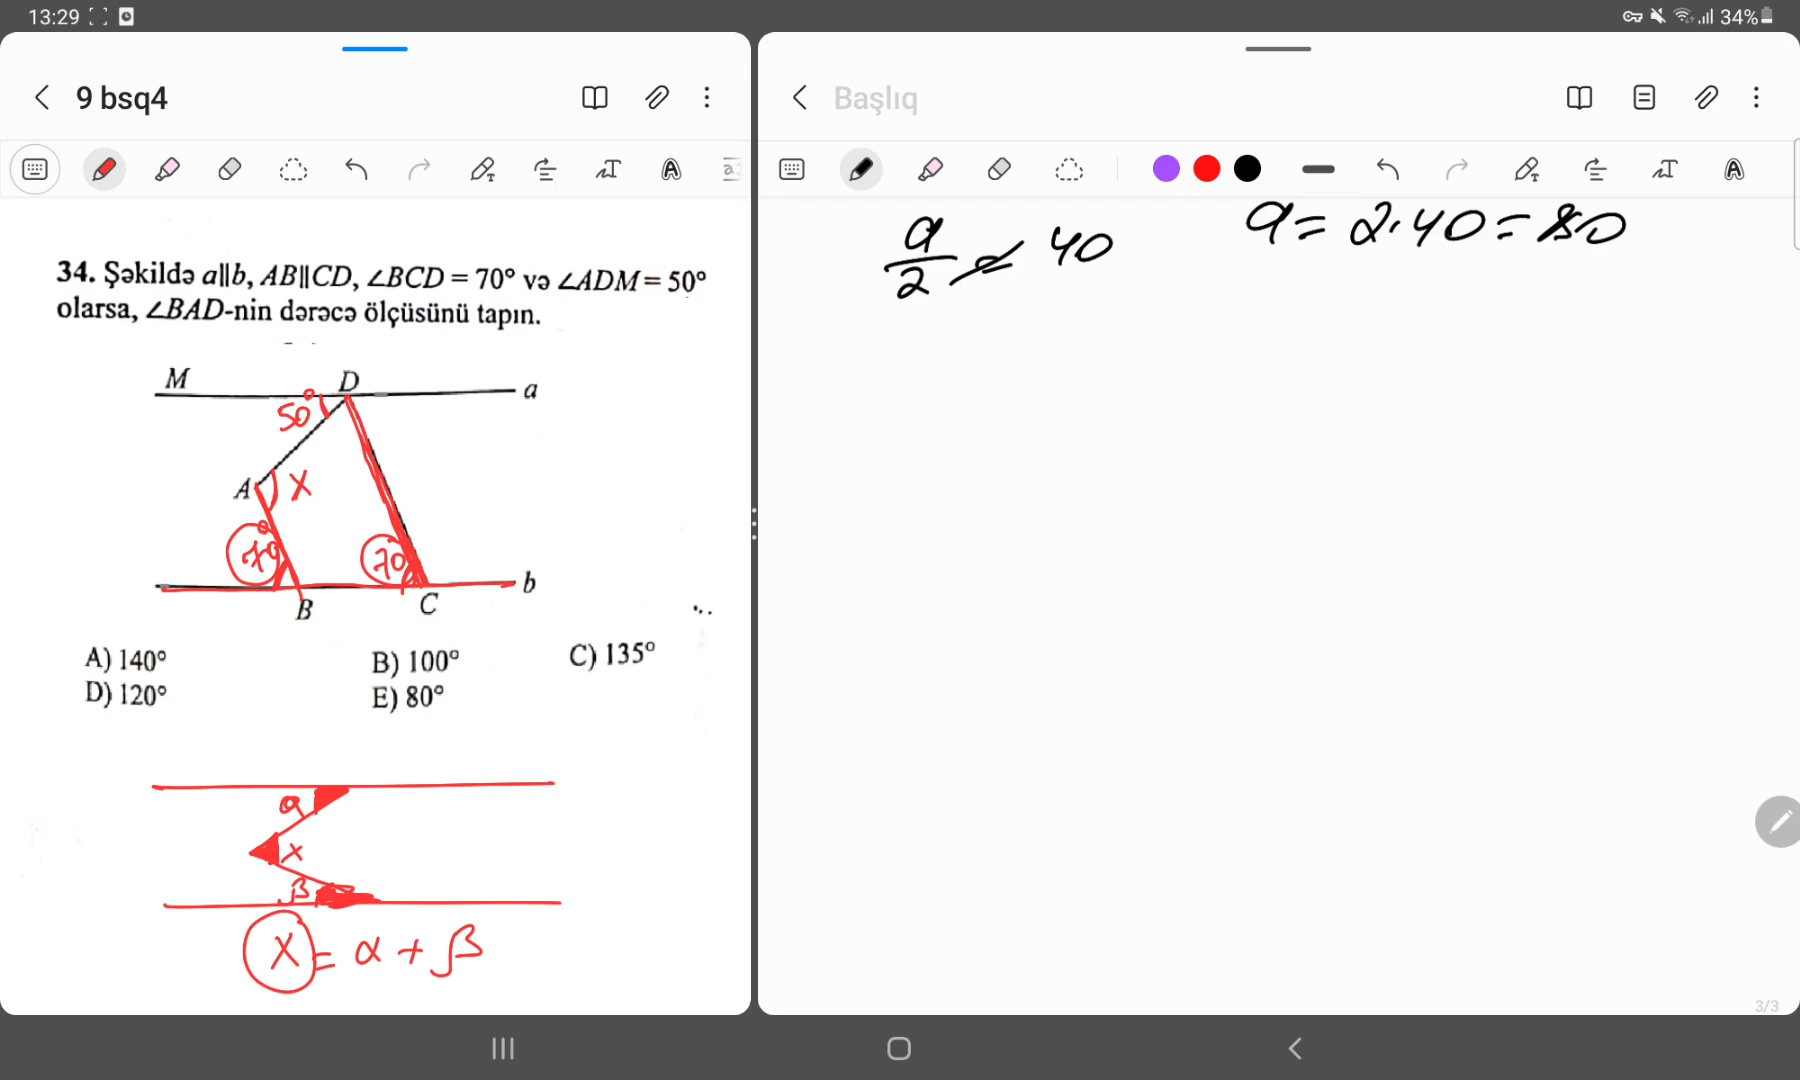 13:29
34%
9 bsq4
Başlıq
34. Şəkildə a∥b, AB∥CD, ∠BCD = 70° və ∠ADM = 50°
olarsa, ∠BAD-nin dərəcə ölçüsünü tapın.
M
D
a
50°
A
X
70°
70
B
C
b
A) 140°
B) 100°
C) 135°
D) 120°
E) 80°
α
x
β
X = α + β
a/2 = 40
a = 2·40 = 80
3/3